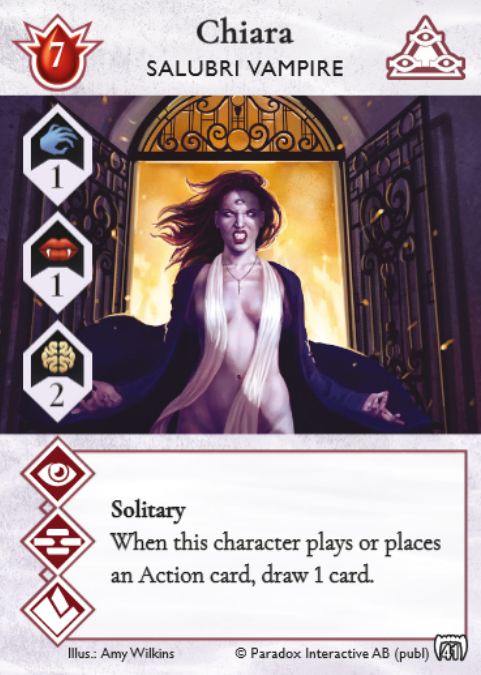 7
Chiara
SALUBRI VAMPIRE
1
1
2
Solitary
When this character plays or places
an Action card, draw 1 card.
Illus.: Amy Wilkins
© Paradox Interactive AB (publ)
41